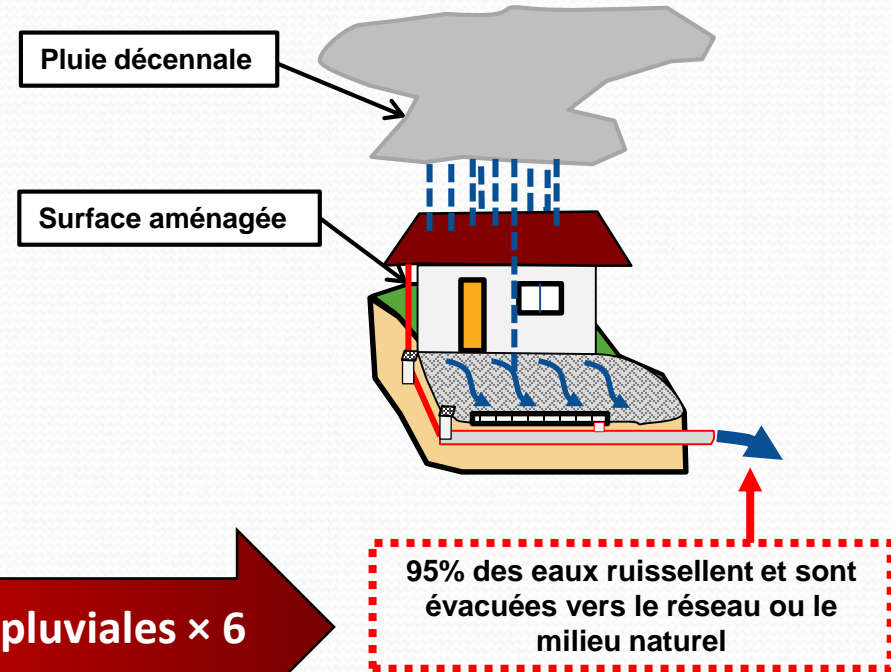 Pluie décennale
Surface aménagée
pluviales × 6
95% des eaux ruissellent et sont
évacuées vers le réseau ou le
milieu naturel